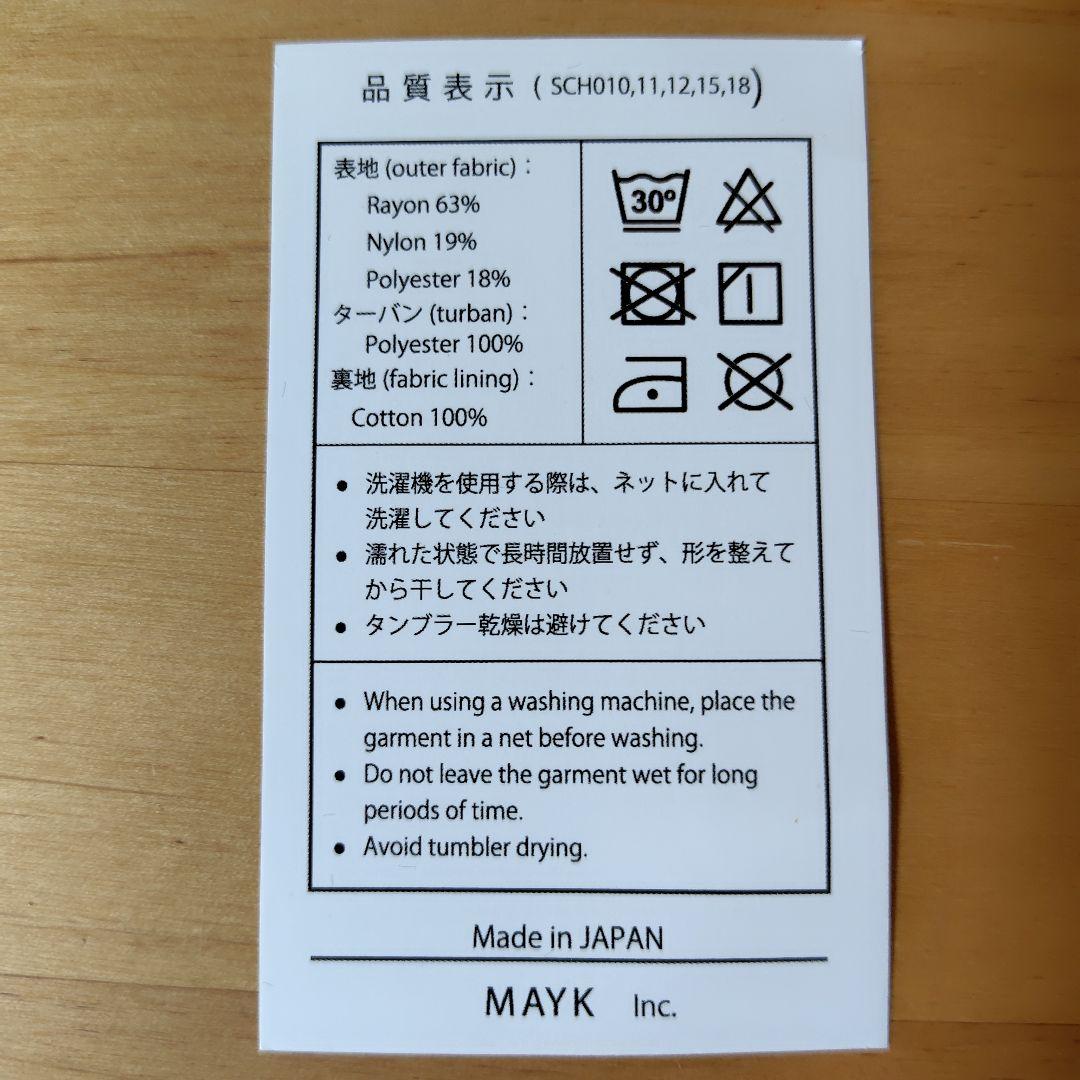 品質表示 ( SCH010,11,12,15,18)
表地 (outer fabric) :
Rayon 63%
Nylon 19%
Polyester 18%
ターバン (turban) :
Polyester 100%
裏地 (fabric lining) :
Cotton 100%
30°
● 洗濯機を使用する際は、ネットに入れて
洗濯してください
● 濡れた状態で長時間放置せず、形を整えて
から干してください
● タンブラー乾燥は避けてください
● When using a washing machine, place the
garment in a net before washing.
● Do not leave the garment wet for long
periods of time.
● Avoid tumbler drying.
Made in JAPAN
MAYK Inc.